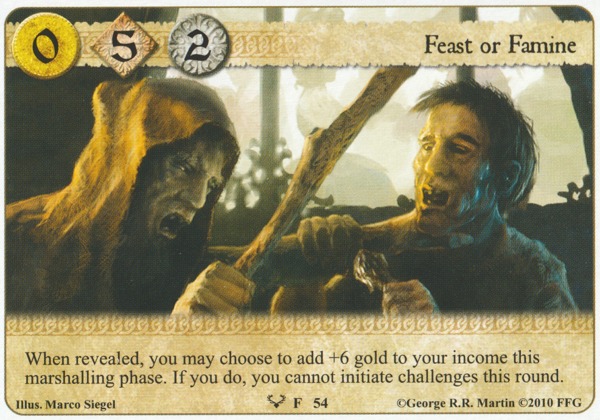 0 5 2 Feast or Famine
When revealed, you may choose to add +6 gold to your income this
marshalling phase. If you do, you cannot initiate challenges this round.
Illus. Marco Siegel F 54 ©George R.R. Martin ©2010 FFG